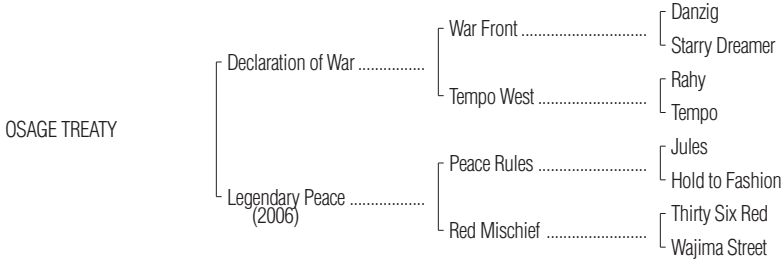 Danzig
War Front ............................
Starry Dreamer
Declaration of War ................
Rahy
Tempo West ........................
Tempo
OSAGE TREATY
Jules
Peace Rules .........................
Hold to Fashion
Legendary Peace ..................
(2006)
Thirty Six Red
Red Mischief ........................
Wajima Street